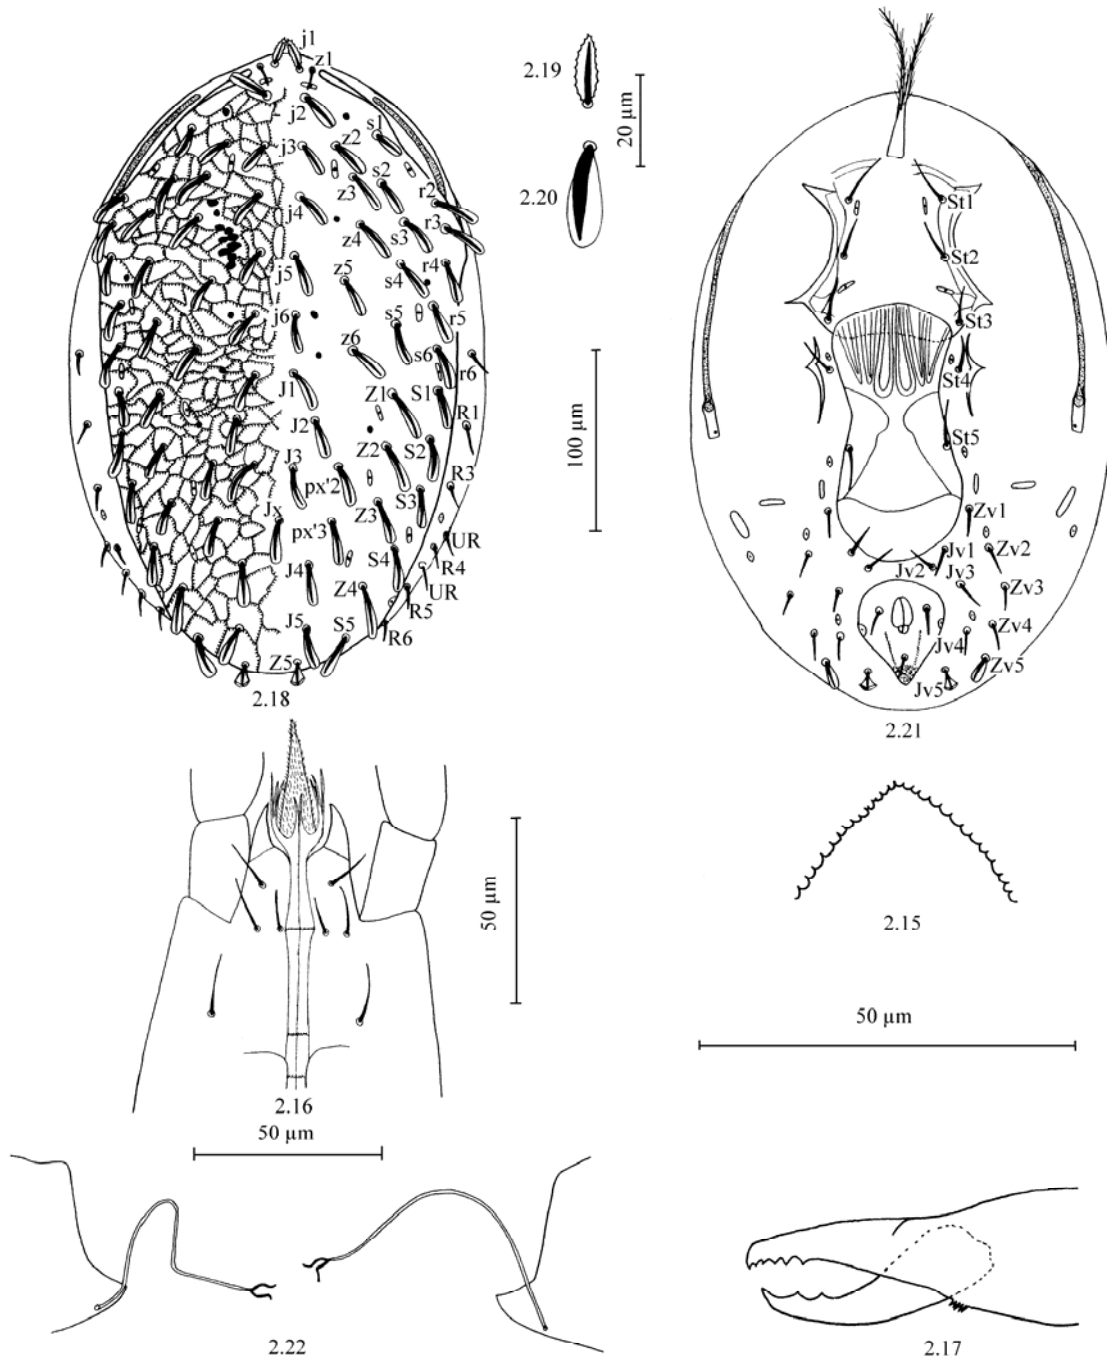 j1
z1
j2
s1
j3
z2
z3
s2
r2
j4
z4
s3
r3
j5
z5
s4
r4
j6
s5
r5
z6
s6
r6
J1
Z1
S1
R1
J2
Z2
S2
J3
px'2
Z3
S3
R3
Jx
px'3
UR
S4
R4
J4
Z4
UR
R5
J5
S5
R6
Z5
2.18
2.19
2.20
20 µm
100 µm
St1
St2
St3
St4
St5
Zv1
Jv1
Zv2
Jv2
Jv3
Zv3
Zv4
Jv4
Zv5
Jv5
2.21
50 µm
2.16
2.15
50 µm
50 µm
2.22
2.17